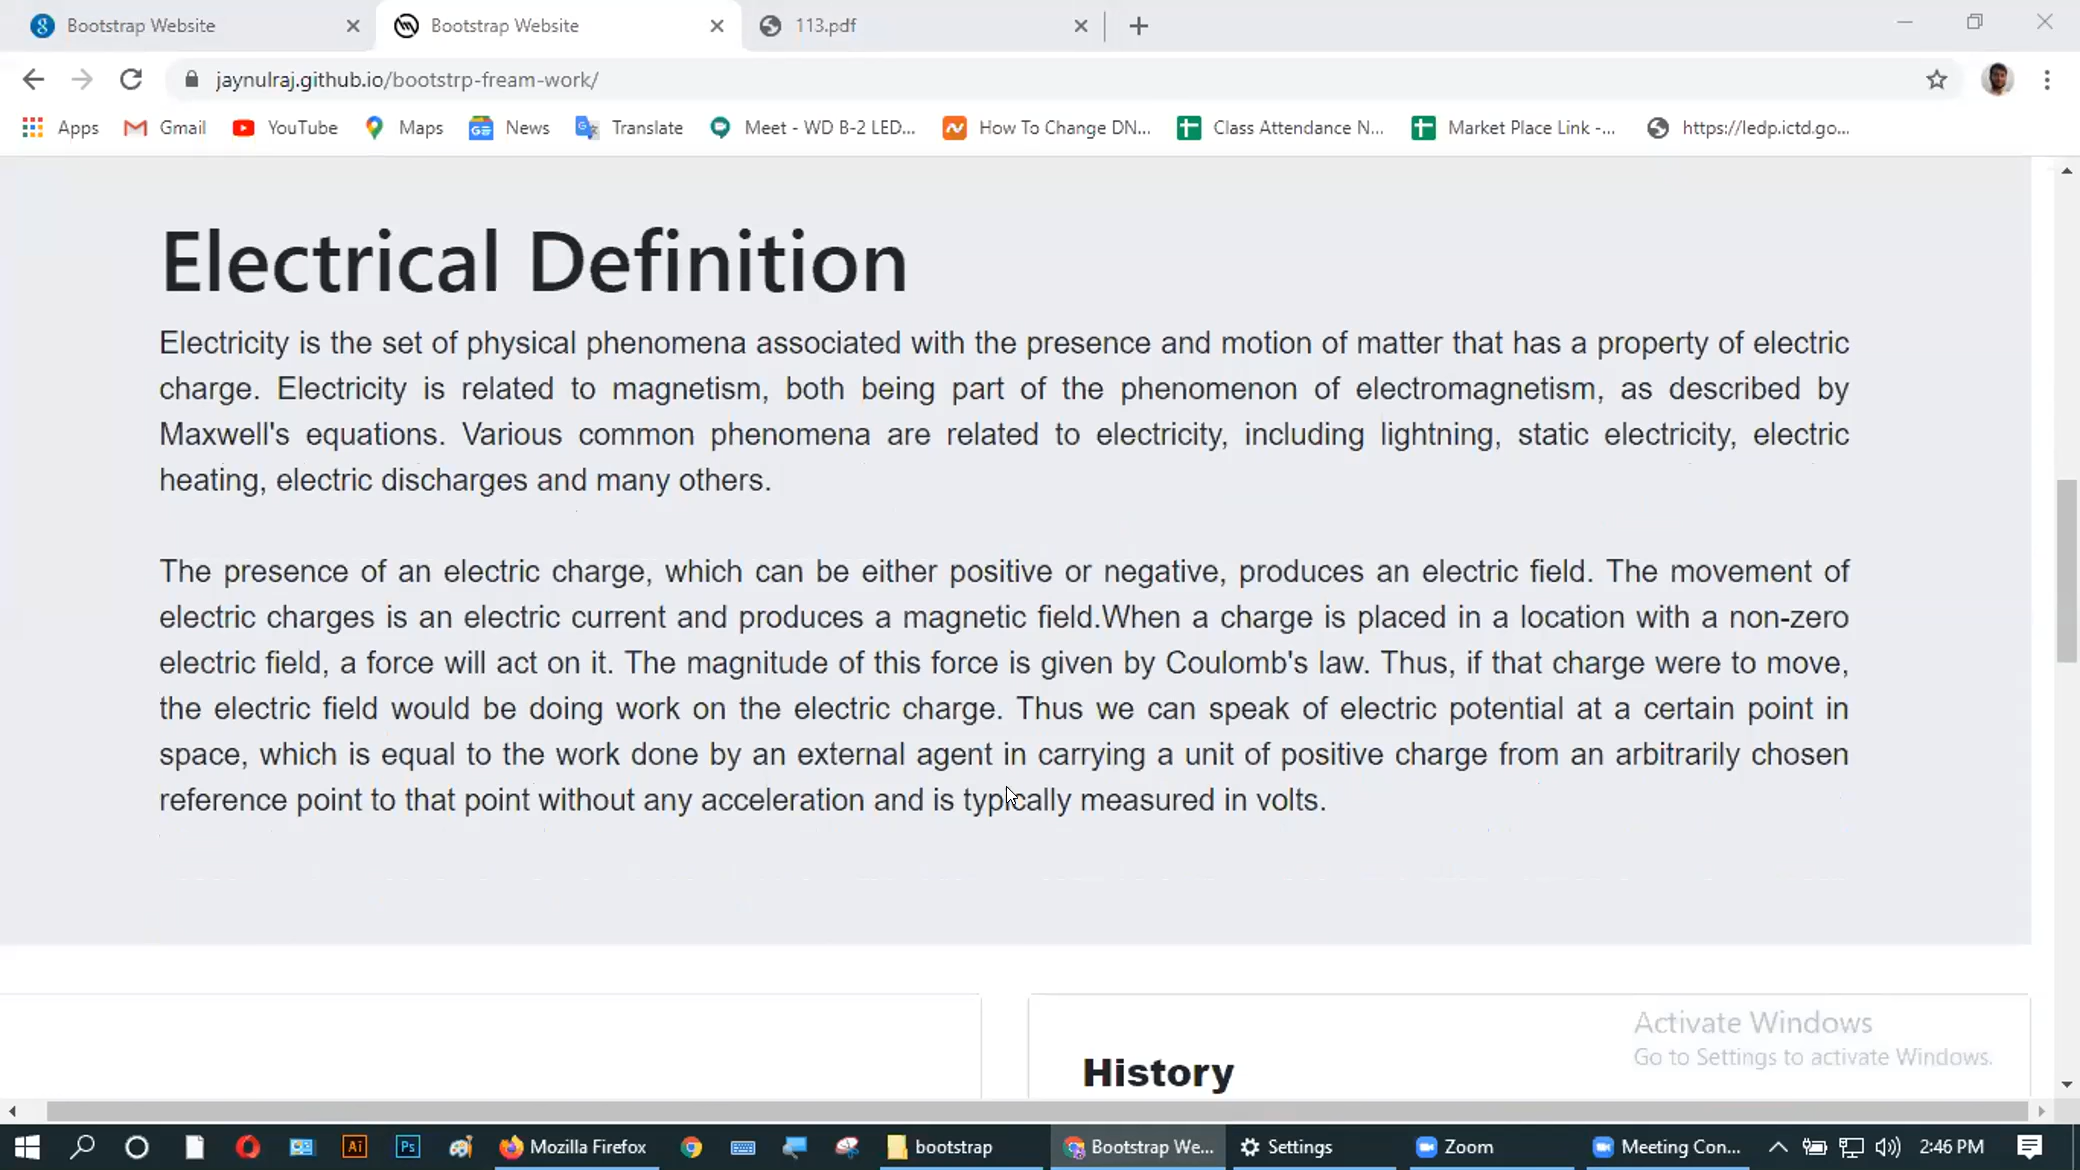 Bootstrap Website
Bootstrap Website
113.pdf
jaynulraj.github.io/bootstrp-fream-work/
Apps
Gmail
YouTube
Maps
News
Translate
Meet - WD B-2 LED...
How To Change DN...
Class Attendance N...
Market Place Link -...
https://ledp.ictd.go...
Electrical Definition
Electricity is the set of physical phenomena associated with the presence and motion of matter that has a property of electric
charge. Electricity is related to magnetism, both being part of the phenomenon of electromagnetism, as described by
Maxwell's equations. Various common phenomena are related to electricity, including lightning, static electricity, electric
heating, electric discharges and many others.
The presence of an electric charge, which can be either positive or negative, produces an electric field. The movement of
electric charges is an electric current and produces a magnetic field.When a charge is placed in a location with a non-zero
electric field, a force will act on it. The magnitude of this force is given by Coulomb's law. Thus, if that charge were to move,
the electric field would be doing work on the electric charge. Thus we can speak of electric potential at a certain point in
space, which is equal to the work done by an external agent in carrying a unit of positive charge from an arbitrarily chosen
reference point to that point without any acceleration and is typically measured in volts.
History
Activate Windows
Go to Settings to activate Windows.
Ai
Ps
Mozilla Firefox
bootstrap
Bootstrap We...
Settings
Zoom
Meeting Con...
2:46 PM